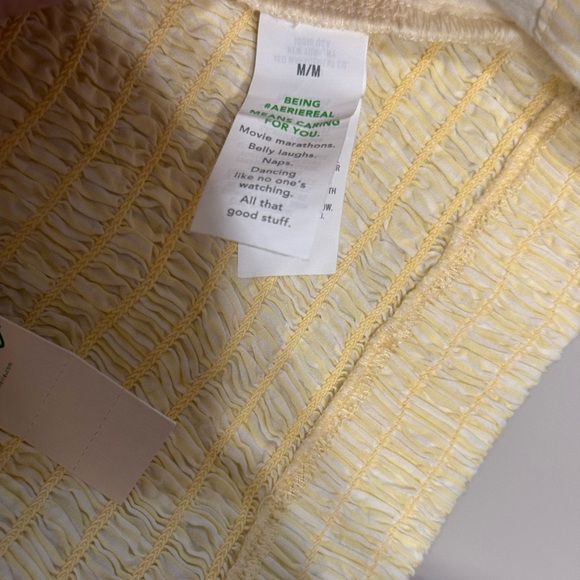 M/M
BEING
#AERIEREAL
MEANS CARING
FOR YOU.
Movie marathons.
Belly laughs.
Naps.
Dancing
like no one's
watching.
All that
good stuff.